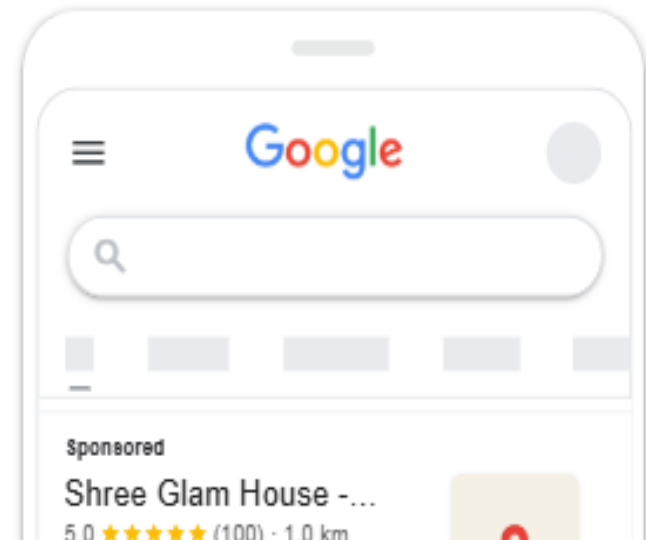 Google
Sponsored
Shree Glam House -...
5.0 ★★★★★ (100) · 1.0 km